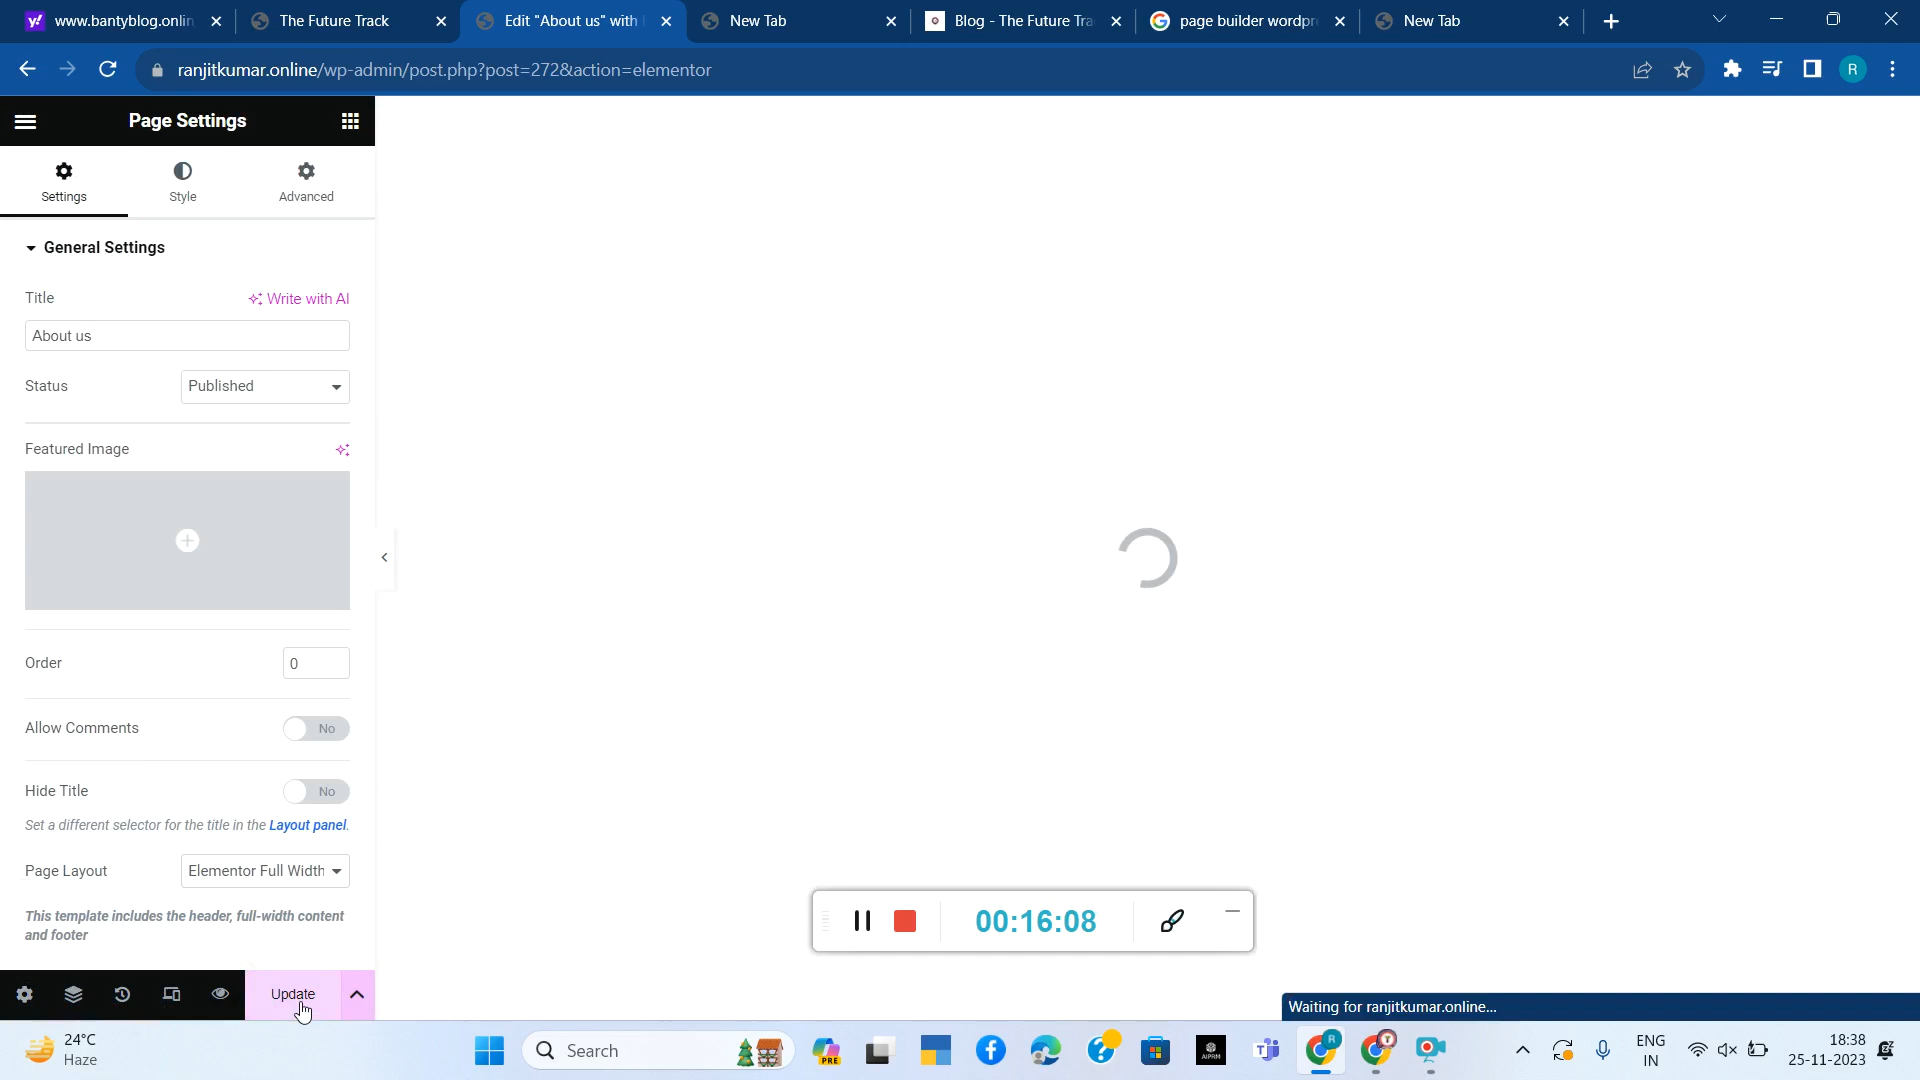 www.bantyblog.onlin
The Future Track
Edit "About us" with
New Tab
Blog - The Future Tra
page builder wordpr
New Tab
ranjitkumar.online/wp-admin/post.php?post=272&action=elementor
R
Page Settings
Settings
Style
Advanced
General Settings
Title
Write with AI
About us
Status
Published
Featured Image
Order
0
Allow Comments
No
Hide Title
No
Set a different selector for the title in the Layout panel.
Page Layout
Elementor Full Width
This template includes the header, full-width content
and footer
Update
00:16:08
Waiting for ranjitkumar.online...
24°C
Haze
Search
PRE
AIPRM
R
T
ENG
IN
18:38
25-11-2023